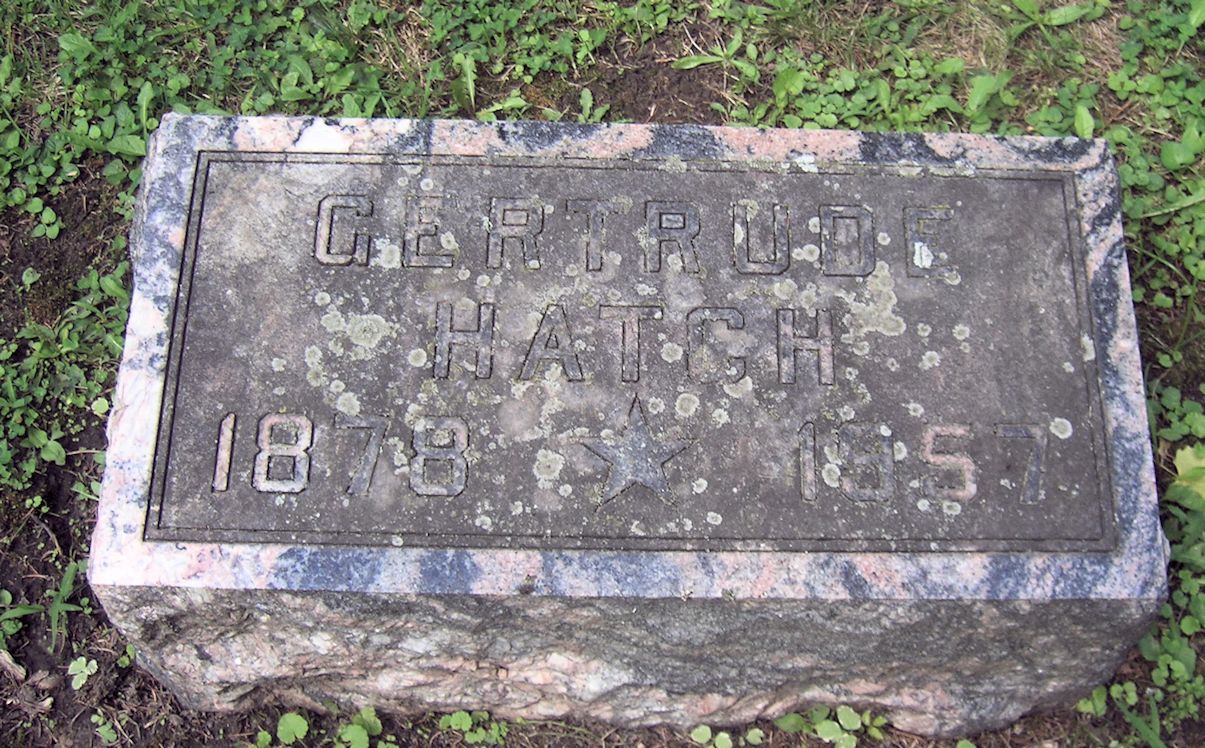 GERTRUDE
HATCH
1878 ★ 1957